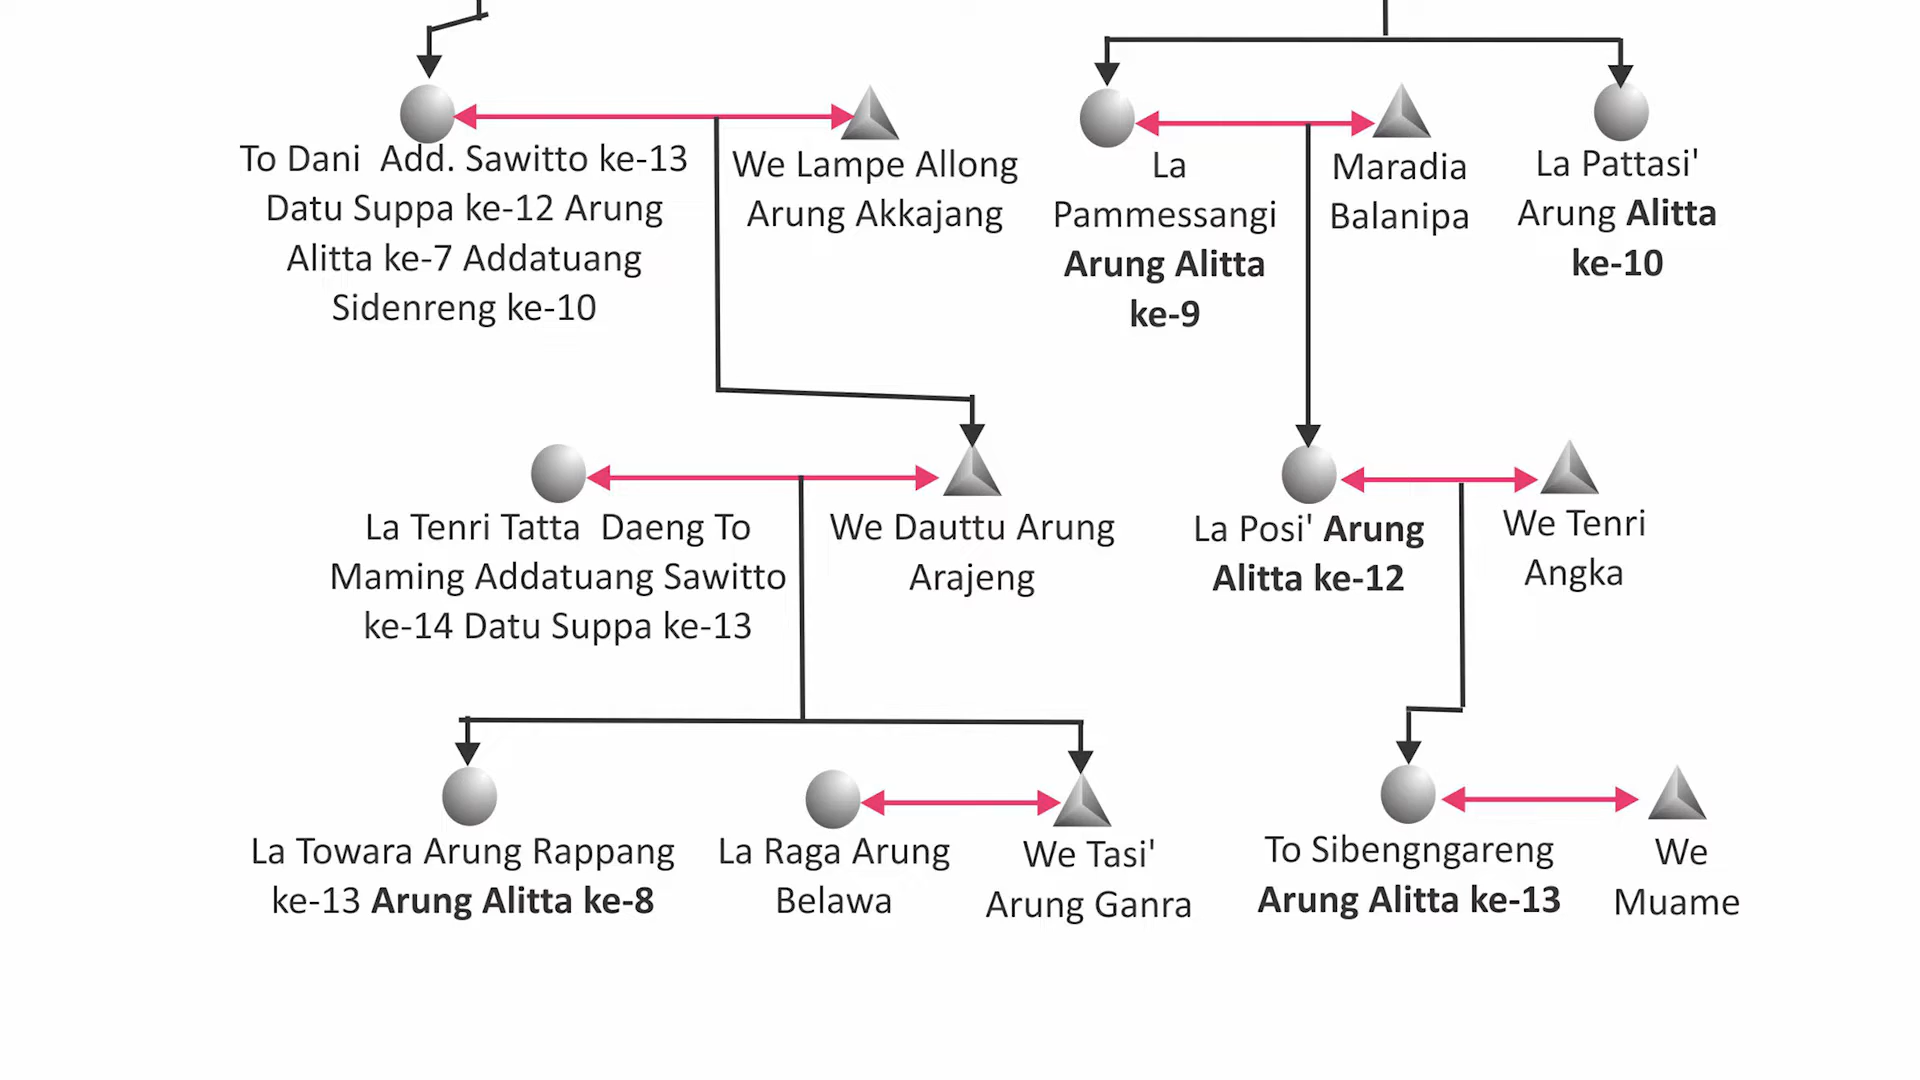 To Dani  Add. Sawitto ke-13
Datu Suppa ke-12 Arung
Alitta ke-7 Addatuang
Sidenreng ke-10
We Lampe Allong
Arung Akkajang
La
Pammessangi
Arung Alitta
ke-9
Maradia
Balanipa
La Pattasi'
Arung Alitta
ke-10
La Tenri Tatta  Daeng To
Maming Addatuang Sawitto
ke-14 Datu Suppa ke-13
We Dauttu Arung
Arajeng
La Posi' Arung
Alitta ke-12
We Tenri
Angka
La Towara Arung Rappang
ke-13 Arung Alitta ke-8
La Raga Arung
Belawa
We Tasi'
Arung Ganra
To Sibengngareng
Arung Alitta ke-13
We
Muame